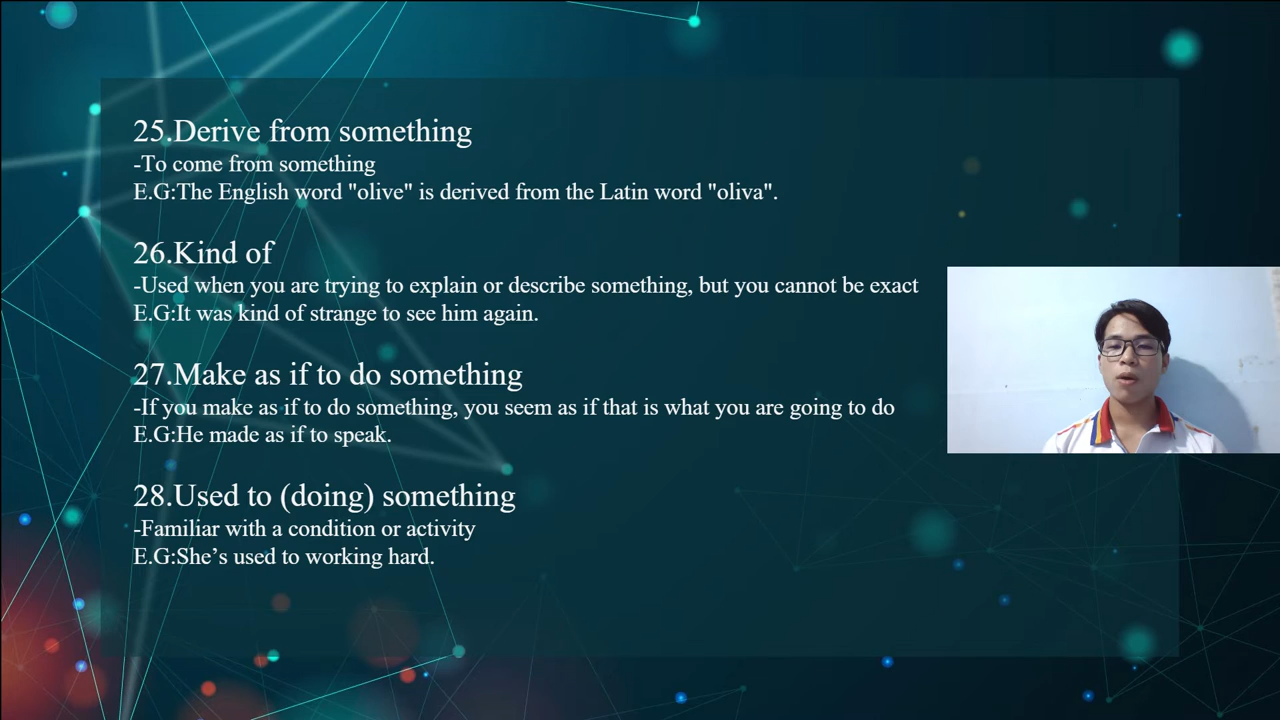 25.Derive from something
-To come from something
E.G:The English word "olive" is derived from the Latin word "oliva".
26.Kind of
-Used when you are trying to explain or describe something, but you cannot be exact
E.G:It was kind of strange to see him again.
27.Make as if to do something
-If you make as if to do something, you seem as if that is what you are going to do
E.G:He made as if to speak.
28.Used to (doing) something
-Familiar with a condition or activity
E.G:She’s used to working hard.